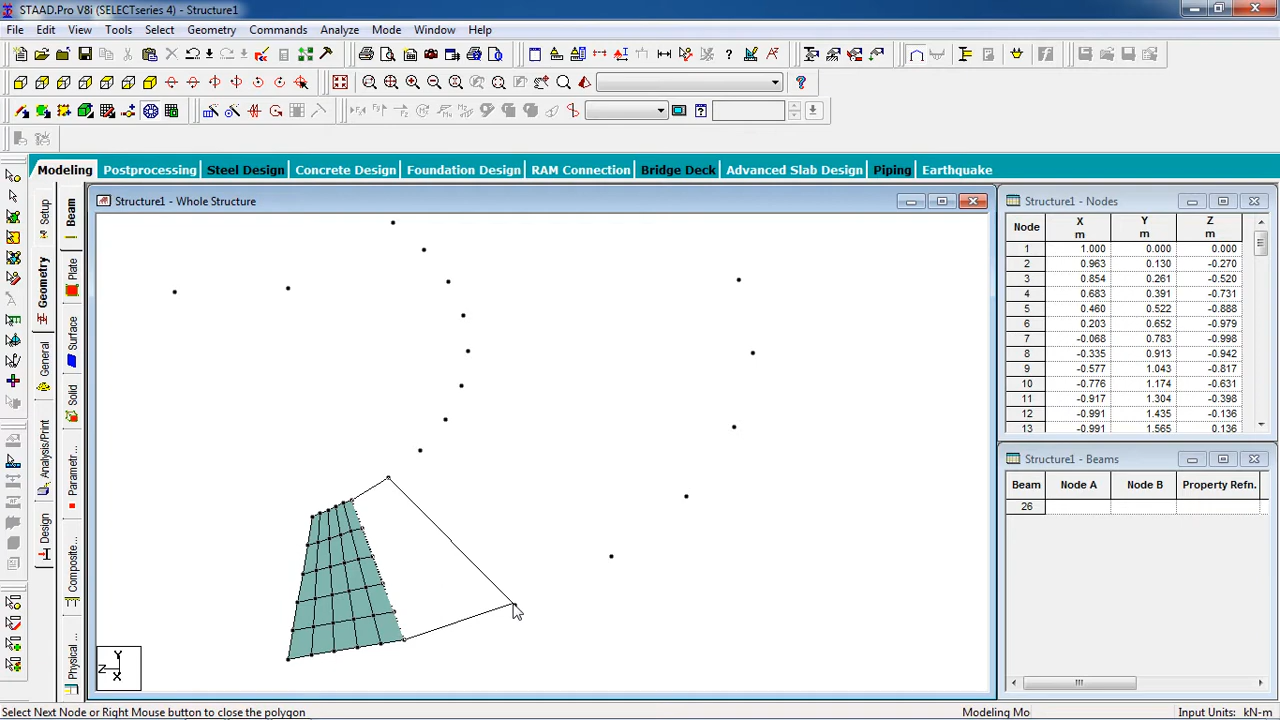 STAAD.Pro V8i (SELECTseries 4) - Structure1
File Edit View Tools Select Geometry Commands Analyze Mode Window Help
Modeling Postprocessing Steel Design Concrete Design Foundation Design RAM Connection Bridge Deck Advanced Slab Design Piping Earthquake
Setup
Geometry
General
Analysis/Print
Design
Beam
Plate
Surface
Solid
Parametr...
Composite...
Physical ...
Structure1 - Whole Structure
Y
Z
X
Structure1 - Nodes
Node X m Y m Z m
1 1.000 0.000 0.000
2 0.963 0.130 -0.270
3 0.854 0.261 -0.520
4 0.683 0.391 -0.731
5 0.460 0.522 -0.888
6 0.203 0.652 -0.979
7 -0.068 0.783 -0.998
8 -0.335 0.913 -0.942
9 -0.577 1.043 -0.817
10 -0.776 1.174 -0.631
11 -0.917 1.304 -0.398
12 -0.991 1.435 -0.136
13 -0.991 1.565 0.136
Structure1 - Beams
Beam Node A Node B Property Refn.
26
Select Next Node or Right Mouse button to close the polygon
Modeling Mo
Input Units: kN-m